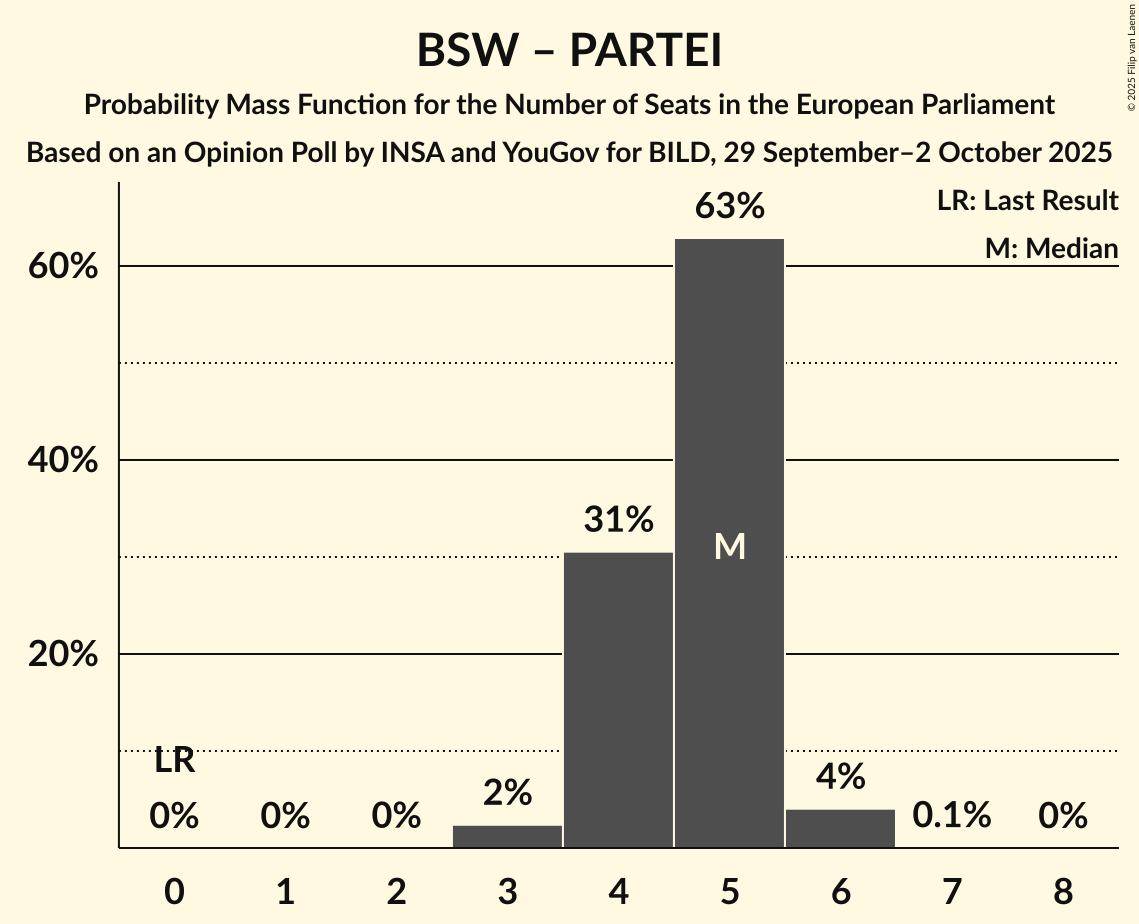 BSW – PARTEI
Probability Mass Function for the Number of Seats in the European Parliament
Based on an Opinion Poll by INSA and YouGov for BILD, 29 September–2 October 2025
© 2025 Filip van Laenen
LR: Last Result
M: Median
60%
40%
20%
LR
0%
0%
0%
2%
31%
63%
M
4%
0.1%
0%
0 1 2 3 4 5 6 7 8